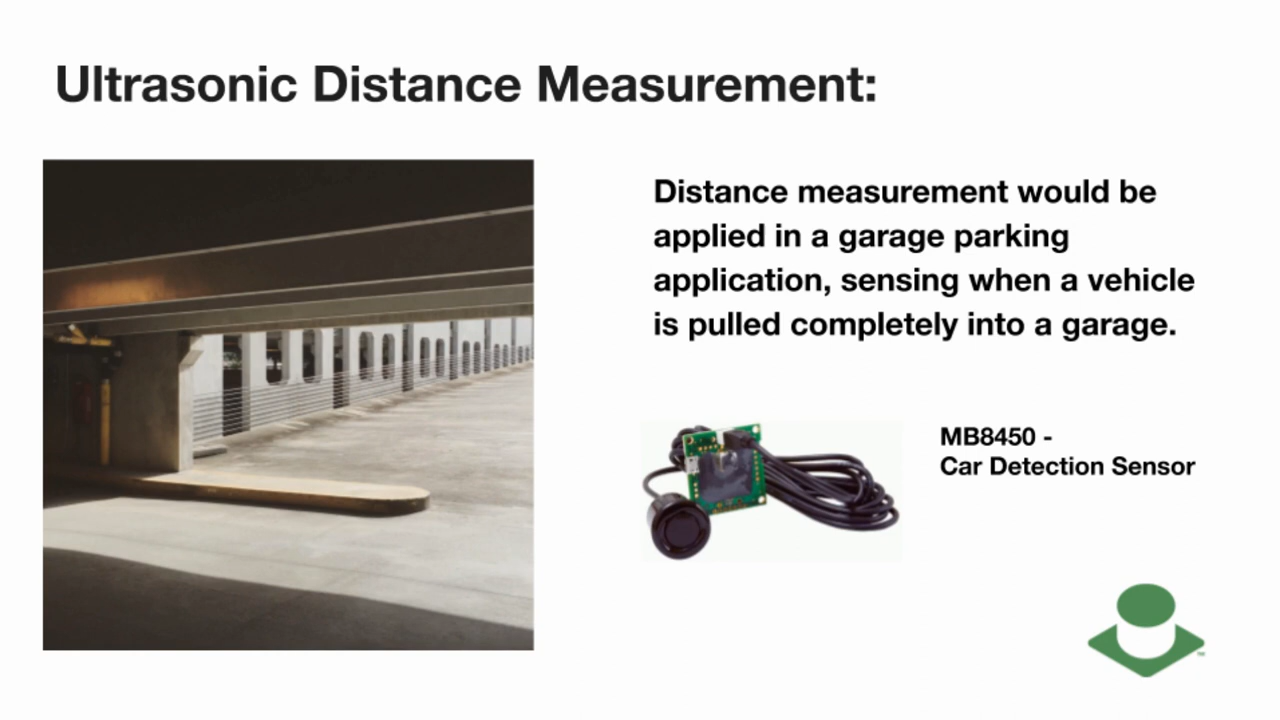 Ultrasonic Distance Measurement:
Distance measurement would be
applied in a garage parking
application, sensing when a vehicle
is pulled completely into a garage.
MB8450 -
Car Detection Sensor
™